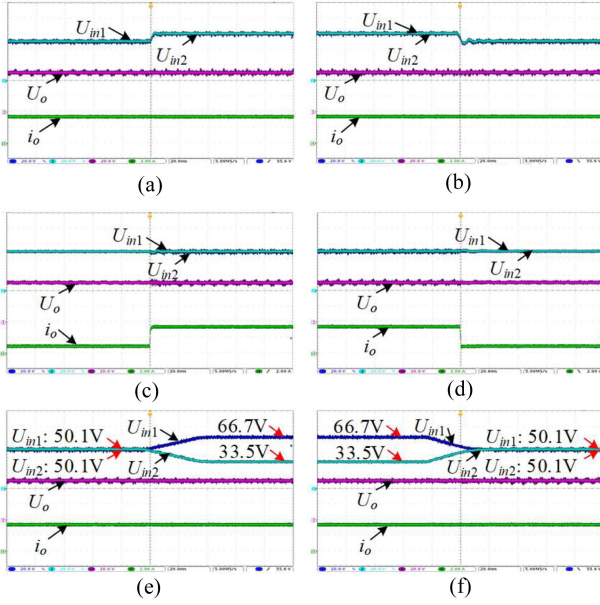 Uin1
Uin2
Uo
io
(a)
Uin1
Uin2
Uo
io
(b)
Uin1
Uin2
Uo
io
(c)
Uin1
Uin2
Uo
io
(d)
Uin1: 50.1V
Uin2: 50.1V
Uin1
Uin2
66.7V
33.5V
Uo
io
(e)
66.7V
33.5V
Uin1
Uin2
Uin1: 50.1V
Uin2: 50.1V
Uo
io
(f)